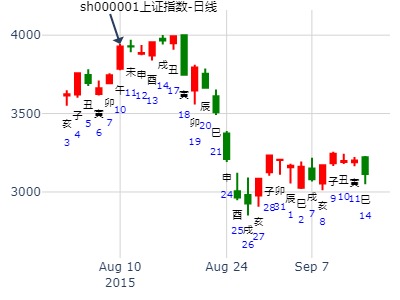 sh000001上证指数-日线
4000
3500
3000
亥 子 丑 寅 卯 午 未 申 酉 戌 丑 寅 卯 辰 巳 申 酉 戌 亥 子 卯 辰 巳 戌 亥 子 丑 寅 巳
3 4 5 6 7 10 11 12 13 14 17 18 19 20 21 24 25 26 27 28 31 1 2 7 8 9 10 11 14
Aug 10 Aug 24 Sep 7
2015